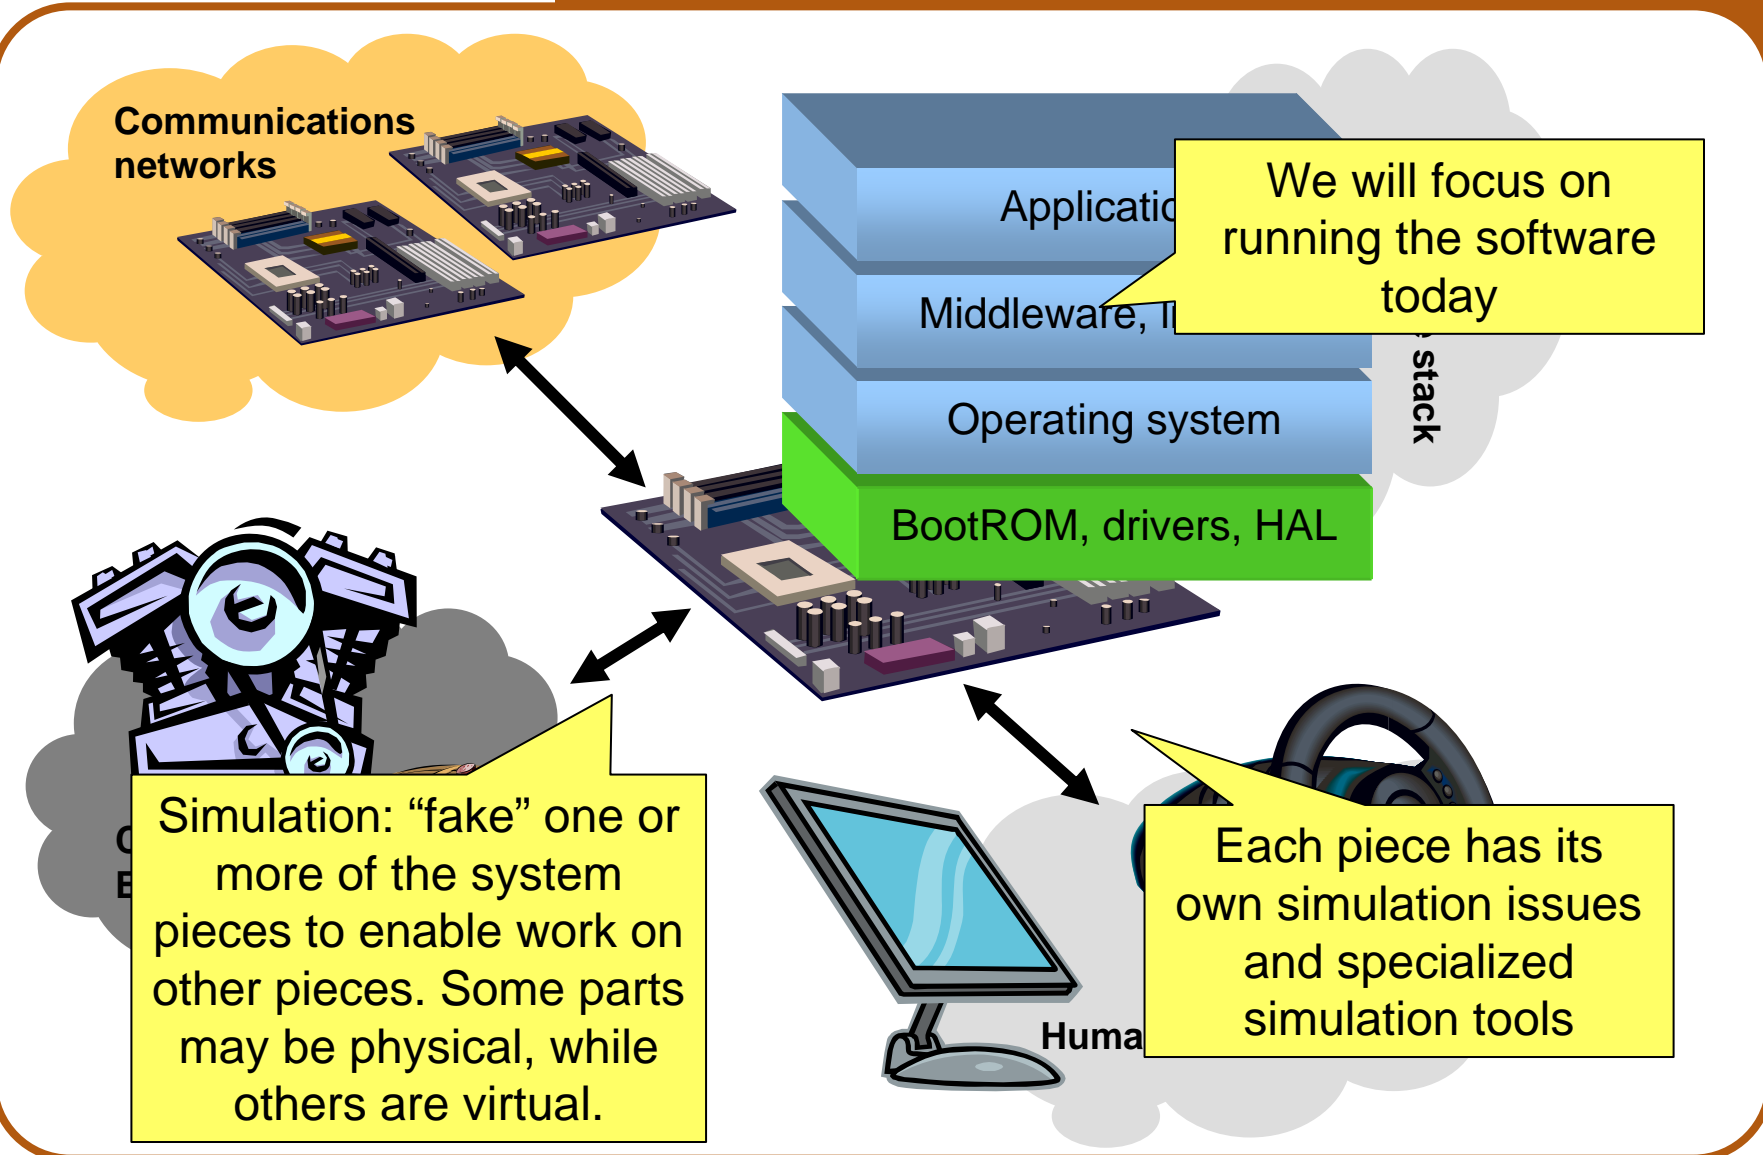 Communications
networks
We will focus on
running the software
today
Middleware,
stack
Operating system
BootROM, drivers, HAL
Simulation: “fake” one or
more of the system
pieces to enable work on
other pieces. Some parts
may be physical, while
others are virtual.
Each piece has its
own simulation issues
and specialized
simulation tools